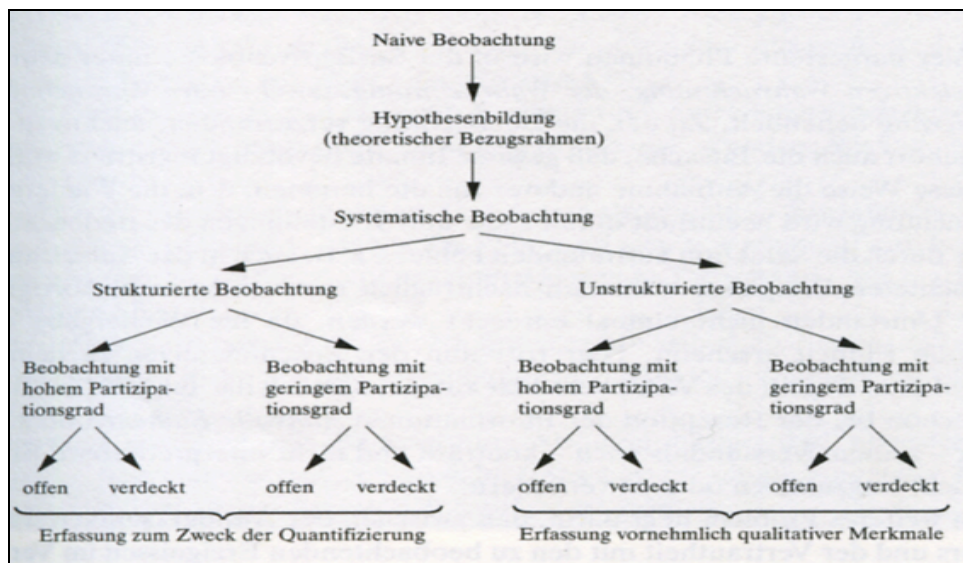 Naive Beobachtung
Hypothesenbildung
(theoretischer Bezugsrahmen)
Systematische Beobachtung
Strukturierte Beobachtung
Unstrukturierte Beobachtung
Beobachtung mit
hohem Partizipa-
tionsgrad
Beobachtung mit
geringem Partizipa-
tionsgrad
Beobachtung mit
hohem Partizipa-
tionsgrad
Beobachtung mit
geringem Partizipa-
tionsgrad
offen verdeckt
offen verdeckt
offen verdeckt
offen verdeckt
Erfassung zum Zweck der Quantifizierung
Erfassung vornehmlich qualitativer Merkmale